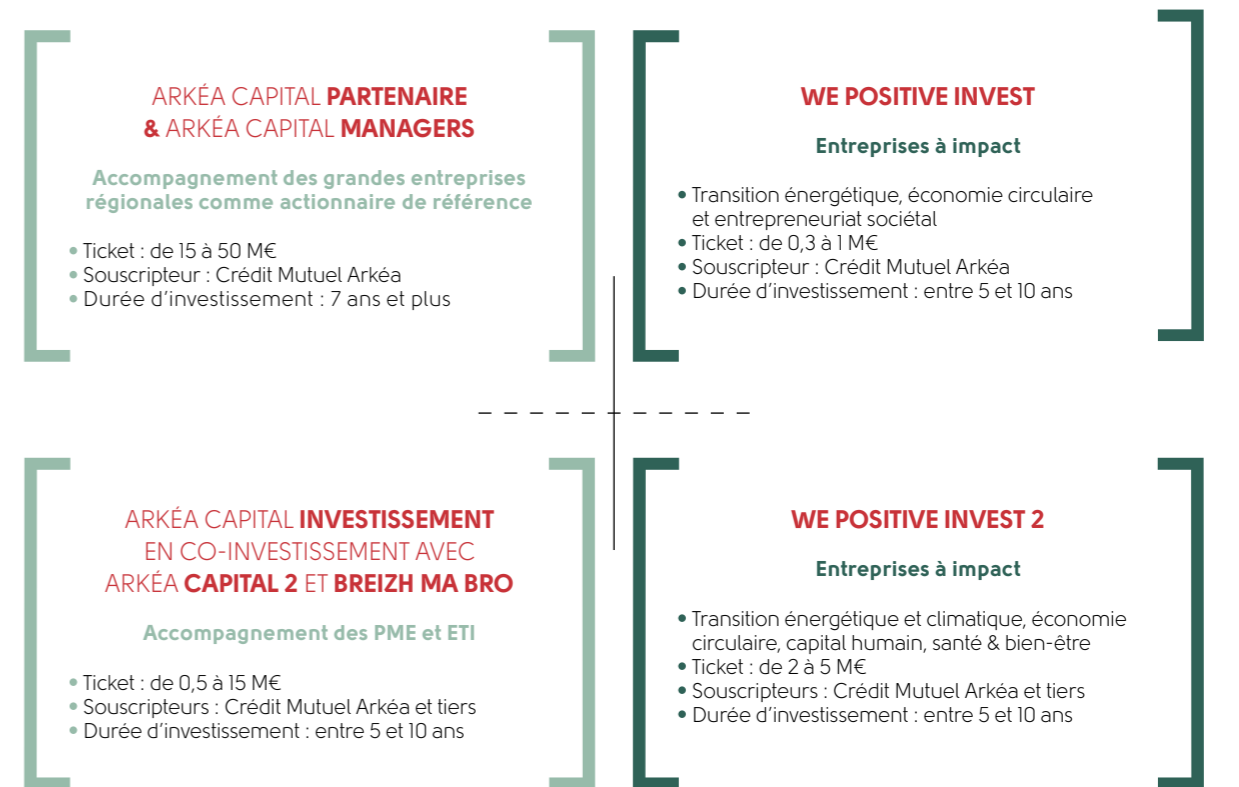 ARKÉA CAPITAL PARTENAIRE
& ARKÉA CAPITAL MANAGERS
Accompagnement des grandes entreprises
régionales comme actionnaire de référence
• Ticket : de 15 à 50 M€
• Souscripteur : Crédit Mutuel Arkéa
• Durée d'investissement : 7 ans et plus
WE POSITIVE INVEST
Entreprises à impact
• Transition énergétique, économie circulaire
et entrepreneuriat sociétal
• Ticket : de 0,3 à 1 M€
• Souscripteur : Crédit Mutuel Arkéa
• Durée d'investissement : entre 5 et 10 ans
ARKÉA CAPITAL INVESTISSEMENT
EN CO-INVESTISSEMENT AVEC
ARKÉA CAPITAL 2 ET BREIZH MA BRO
Accompagnement des PME et ETI
• Ticket : de 0,5 à 15 M€
• Souscripteurs : Crédit Mutuel Arkéa et tiers
• Durée d'investissement : entre 5 et 10 ans
WE POSITIVE INVEST 2
Entreprises à impact
• Transition énergétique et climatique, économie
circulaire, capital humain, santé & bien-être
• Ticket : de 2 à 5 M€
• Souscripteurs : Crédit Mutuel Arkéa et tiers
• Durée d'investissement : entre 5 et 10 ans